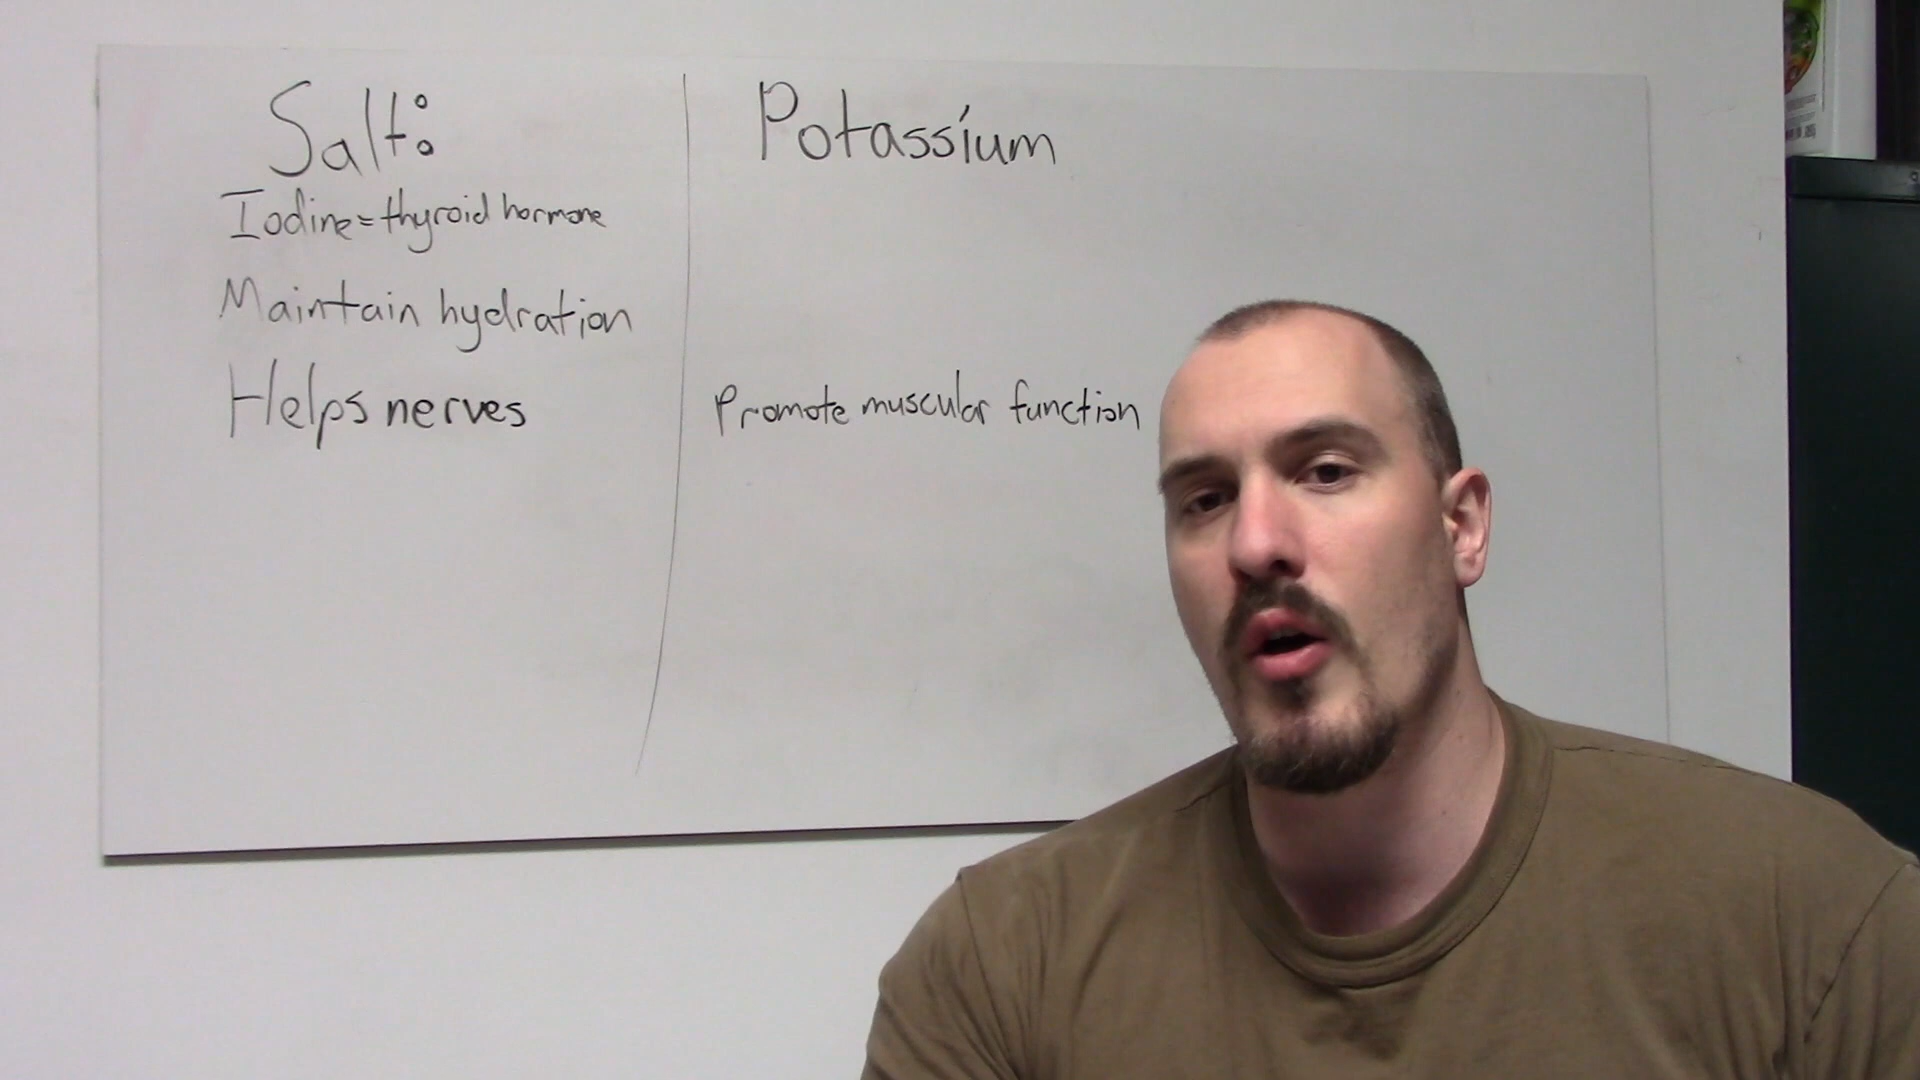 Salt:
Potassium
Iodine = thyroid hormone
Maintain hydration
Helps nerves
Promote muscular function